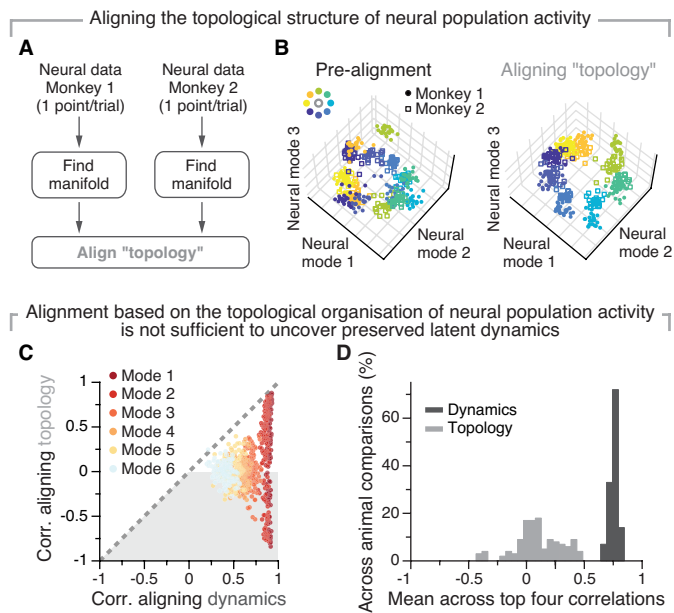 Aligning the topological structure of neural population activity
A
Neural data
Monkey 1
(1 point/trial)
Neural data
Monkey 2
(1 point/trial)
Find
manifold
Find
manifold
Align "topology"
B
Pre-alignment
Aligning "topology"
Monkey 1
Monkey 2
Neural mode 3
Neural
mode 1
Neural
mode 2
Neural mode 3
Neural
mode 1
Neural
mode 2
Alignment based on the topological organisation of neural population activity
is not sufficient to uncover preserved latent dynamics
C
Corr. aligning topology
1
0.5
0
-0.5
-1
Mode 1
Mode 2
Mode 3
Mode 4
Mode 5
Mode 6
-1
-0.5
0
0.5
1
Corr. aligning dynamics
D
Across animal comparisons (%)
60
40
20
0
Dynamics
Topology
-1
-0.5
0
0.5
1
Mean across top four correlations